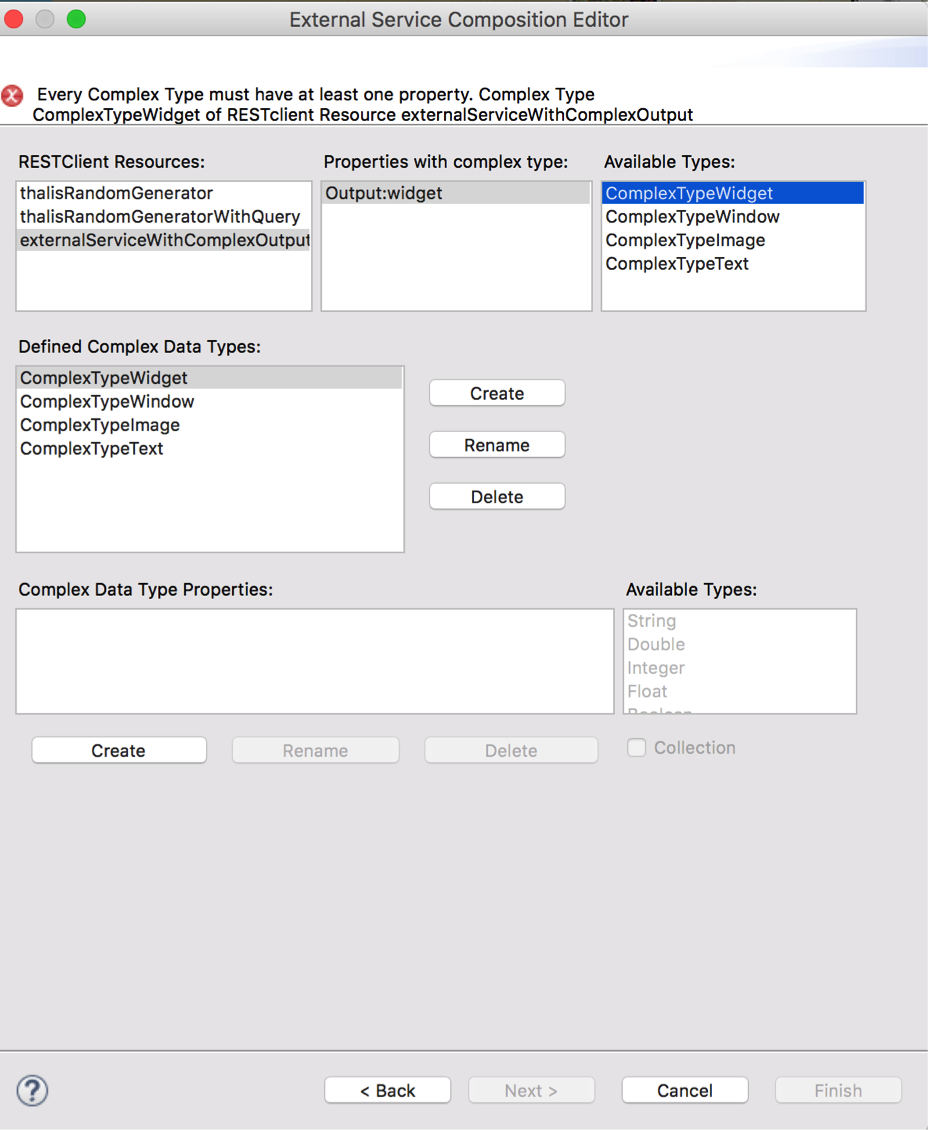 External Service Composition Editor
Every Complex Type must have at least one property. Complex Type
ComplexTypeWidget of RESTclient Resource externalServiceWithComplexOutput
RESTClient Resources:
thalisRandomGenerator
thalisRandomGeneratorWithQuery
externalServiceWithComplexOutput
Properties with complex type:
Output:widget
Available Types:
ComplexTypeWidget
ComplexTypeWindow
ComplexTypeImage
ComplexTypeText
Defined Complex Data Types:
ComplexTypeWidget
ComplexTypeWindow
ComplexTypeImage
ComplexTypeText
Create
Rename
Delete
Complex Data Type Properties:
Available Types:
String
Double
Integer
Float
Boolean
Create
Rename
Delete
Collection
?
< Back
Next >
Cancel
Finish